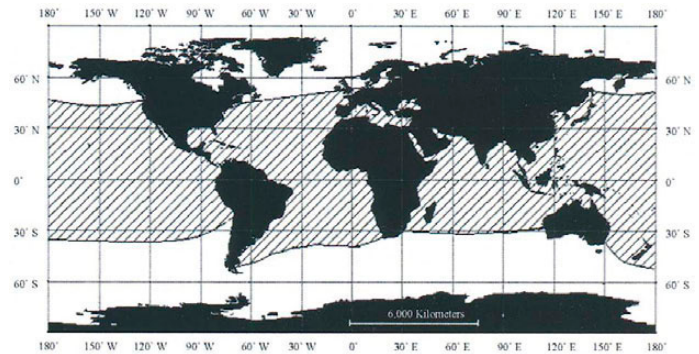 180° 150° W 120° W 90° W 60° W 30° W 0° 30° E 60° E 90° E 120° E 150° E 180°
60° N 60° N
30° N 30° N
0° 0°
30° S 30° S
60° S 60° S
6,000 Kilometers
180° 150° W 120° W 90° W 60° W 30° W 0° 30° E 60° E 90° E 120° E 150° E 180°